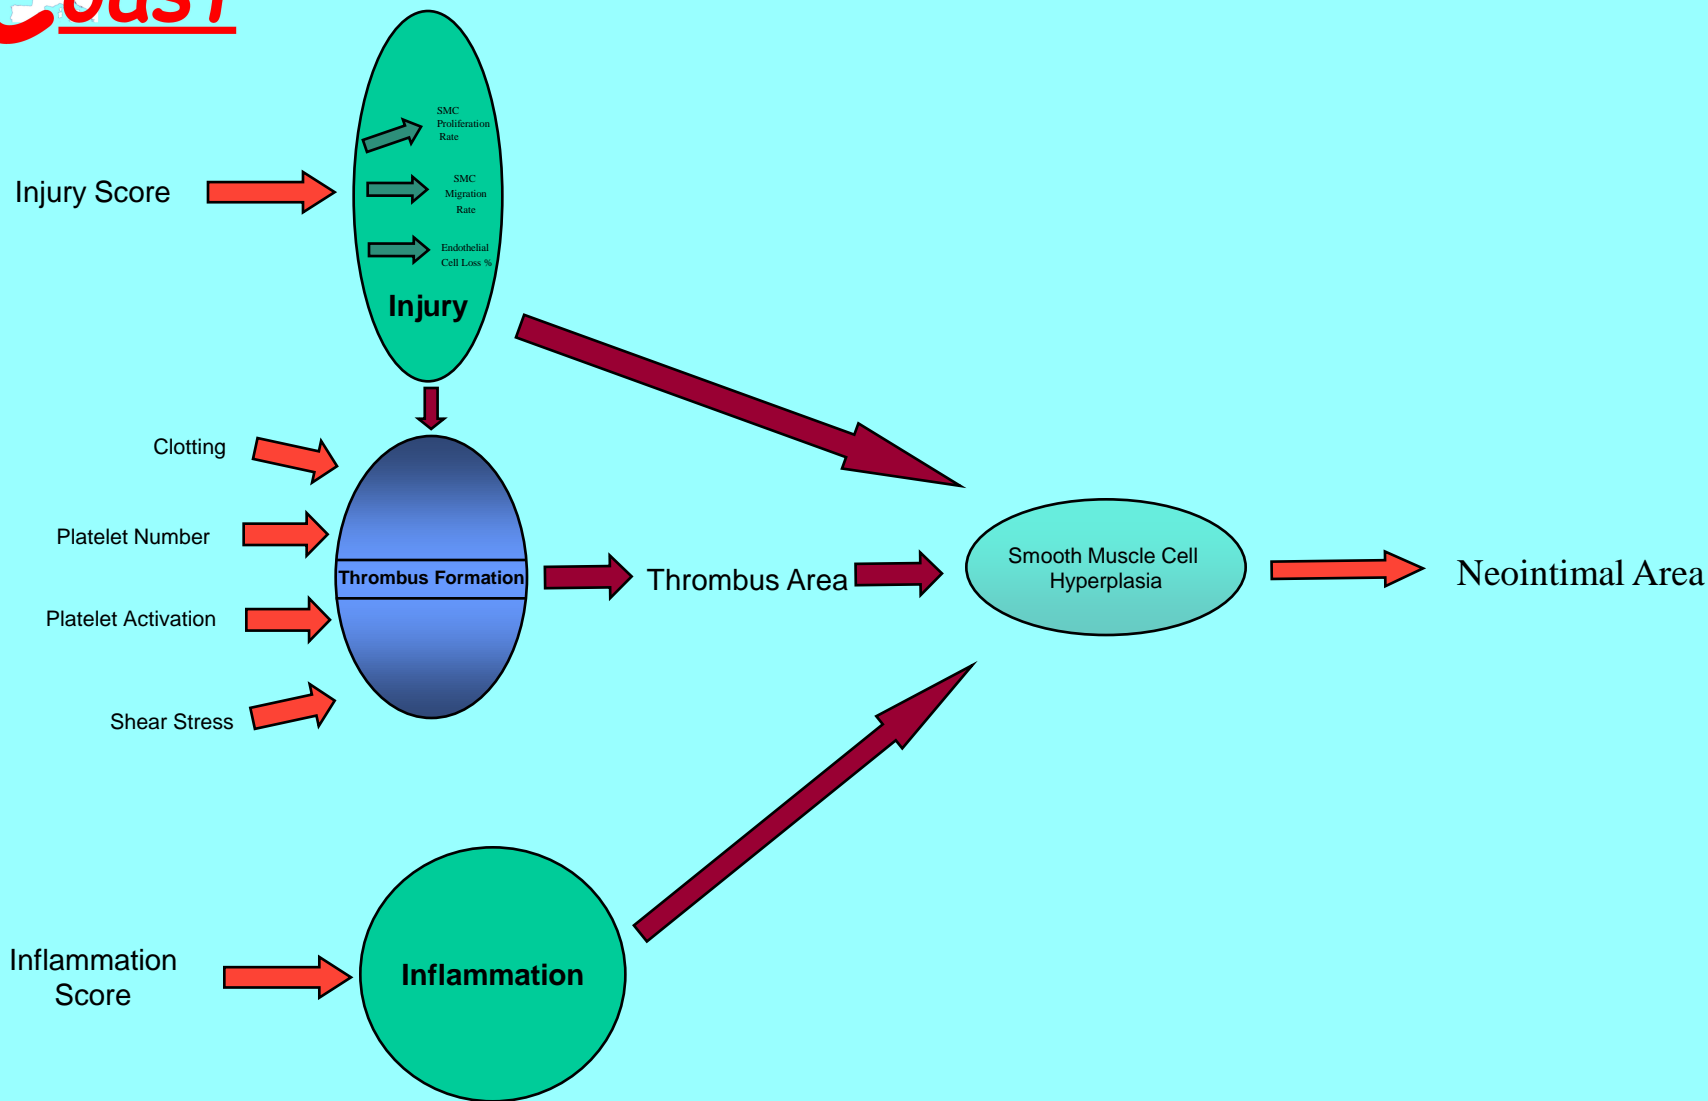 SMC
Proliferation
Rate
Injury Score
SMC
Migration
Rate
Endothelial
Cell Loss %
Injury
Clotting
Platelet Number
Thrombus Formation
Thrombus Area
Smooth Muscle Cell
Hyperplasia
Neointimal Area
Platelet Activation
Shear Stress
Inflammation
Score
Inflammation